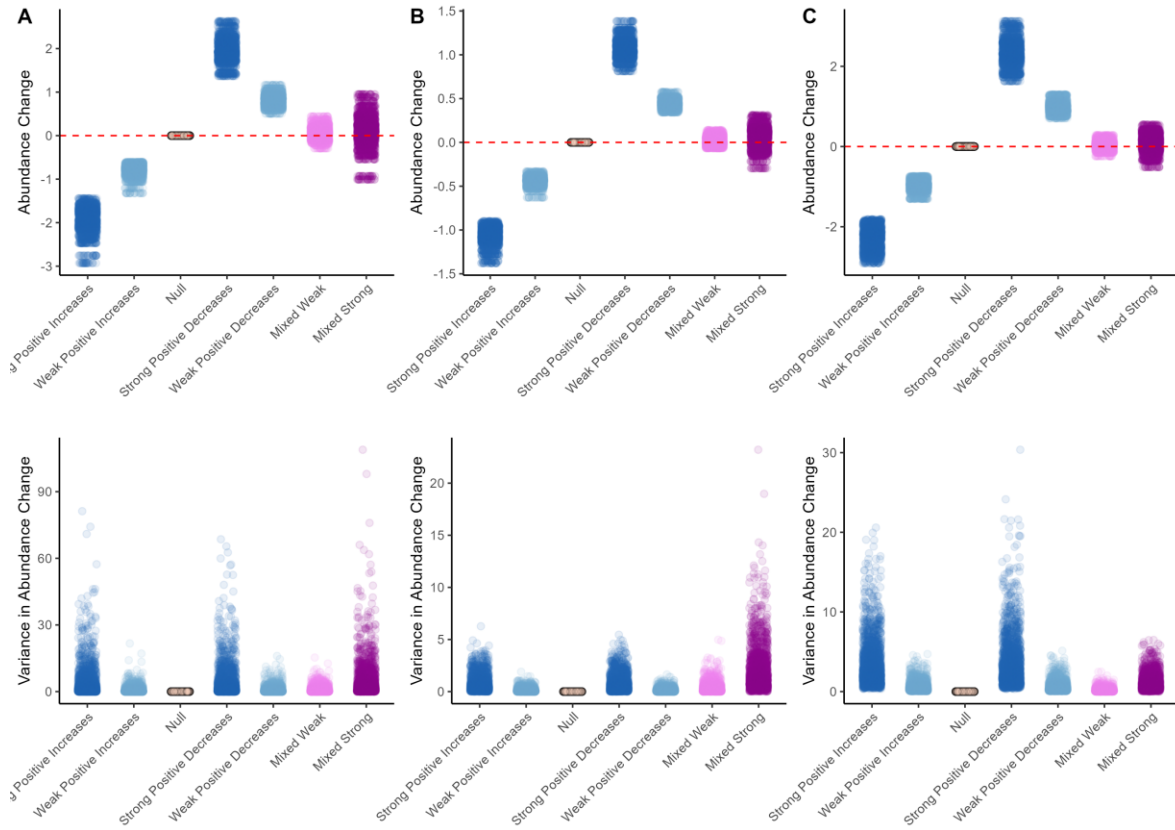 A
B
C
Abundance Change
2
1
0
-1
-2
-3
g Positive Increases
Weak Positive Increases
Null
Strong Positive Decreases
Weak Positive Decreases
Mixed Weak
Mixed Strong
Abundance Change
1.5
1.0
0.5
0.0
-0.5
-1.0
-1.5
Strong Positive Increases
Weak Positive Increases
Null
Strong Positive Decreases
Weak Positive Decreases
Mixed Weak
Mixed Strong
Abundance Change
2
0
-2
Strong Positive Increases
Weak Positive Increases
Null
Strong Positive Decreases
Weak Positive Decreases
Mixed Weak
Mixed Strong
Variance in Abundance Change
90
60
30
0
g Positive Increases
Weak Positive Increases
Null
Strong Positive Decreases
Weak Positive Decreases
Mixed Weak
Mixed Strong
Variance in Abundance Change
20
15
10
5
0
Strong Positive Increases
Weak Positive Increases
Null
Strong Positive Decreases
Weak Positive Decreases
Mixed Weak
Mixed Strong
Variance in Abundance Change
30
20
10
0
Strong Positive Increases
Weak Positive Increases
Null
Strong Positive Decreases
Weak Positive Decreases
Mixed Weak
Mixed Strong